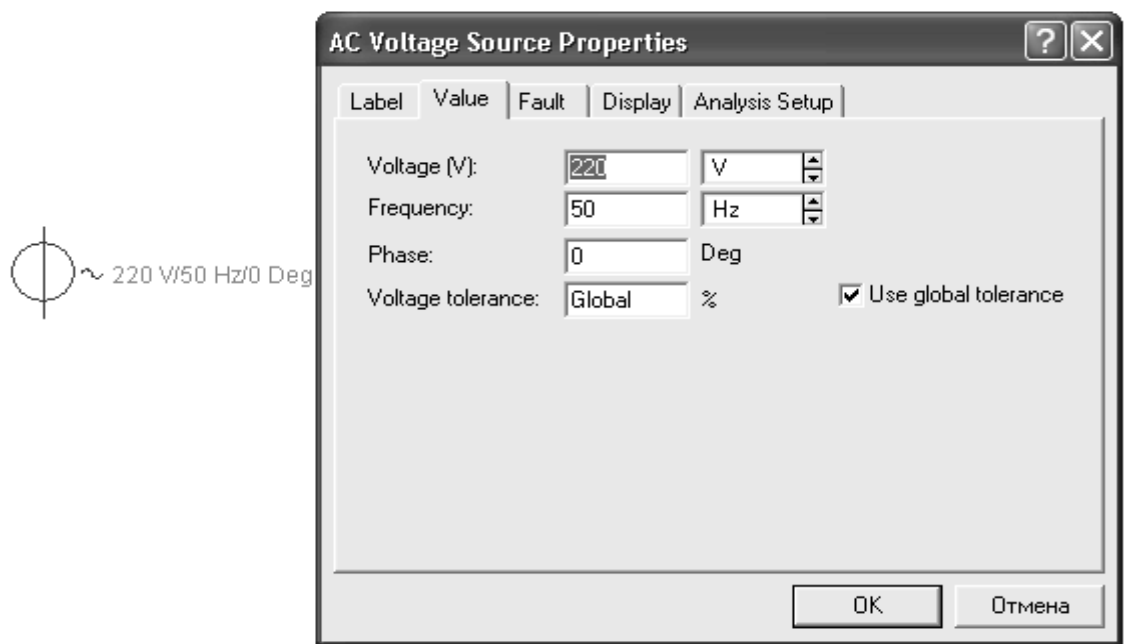 AC Voltage Source Properties
Label Value Fault Display Analysis Setup
Voltage (V): 220 V
Frequency: 50 Hz
Phase: 0 Deg
Voltage tolerance: Global % Use global tolerance
~ 220 V/50 Hz/0 Deg
OK Отмена